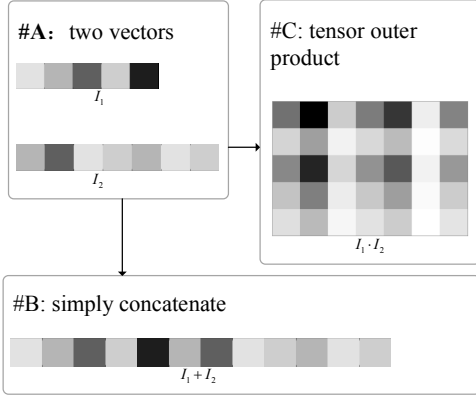 #A: two vectors
I₁
I₂
#C: tensor outer
product
I₁ · I₂
#B: simply concatenate
I₁ + I₂